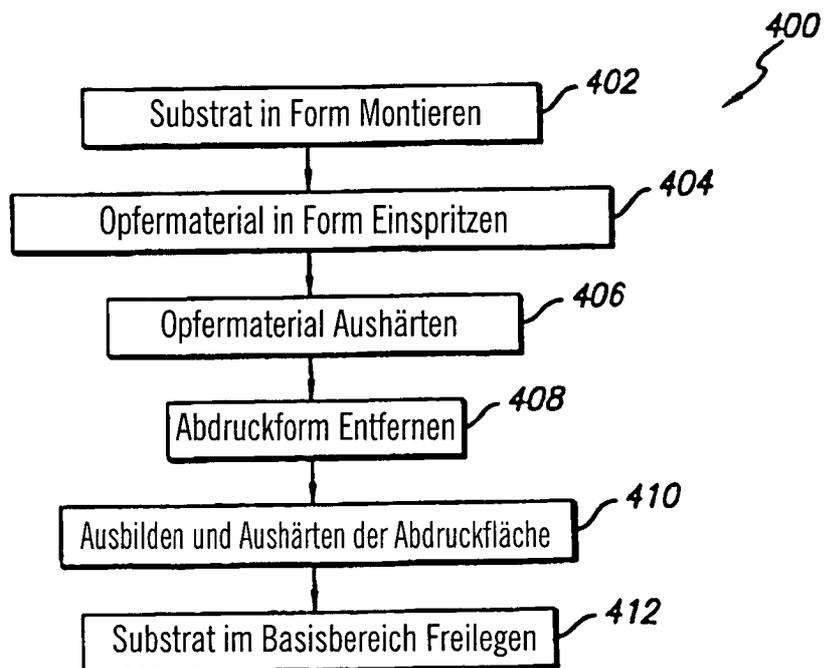 400
Substrat in Form Montieren
402
Opfermaterial in Form Einspritzen
404
Opfermaterial Aushärten
406
Abdruckform Entfernen
408
Ausbilden und Aushärten der Abdruckfläche
410
Substrat im Basisbereich Freilegen
412